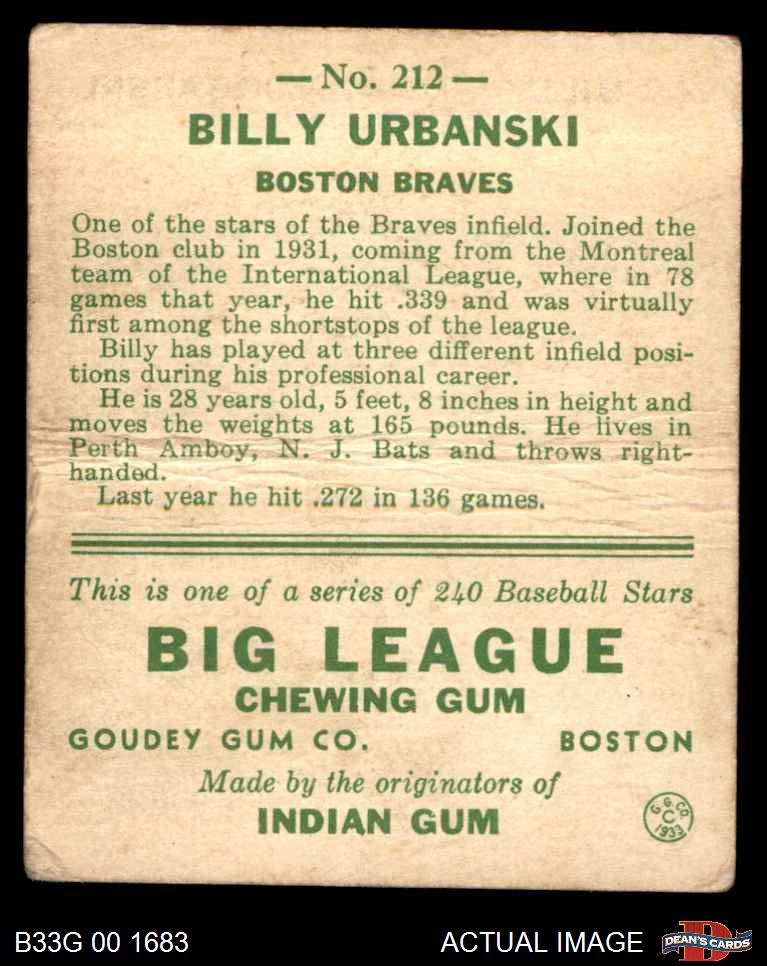 — No. 212 —
BILLY URBANSKI
BOSTON BRAVES
One of the stars of the Braves infield. Joined the
Boston club in 1931, coming from the Montreal
team of the International League, where in 78
games that year, he hit .339 and was virtually
first among the shortstops of the league.
Billy has played at three different infield posi-
tions during his professional career.
He is 28 years old, 5 feet, 8 inches in height and
moves the weights at 165 pounds. He lives in
Perth Amboy, N. J. Bats and throws right-
handed.
Last year he hit .272 in 136 games.
This is one of a series of 240 Baseball Stars
BIG LEAGUE
CHEWING GUM
GOUDEY GUM CO. BOSTON
Made by the originators of
INDIAN GUM
G. G. CO.
C
1933
B33G 00 1683 ACTUAL IMAGE D DEAN'S CARDS